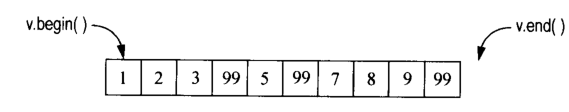 v.begin( ) v.end( )
1 2 3 99 5 99 7 8 9 99